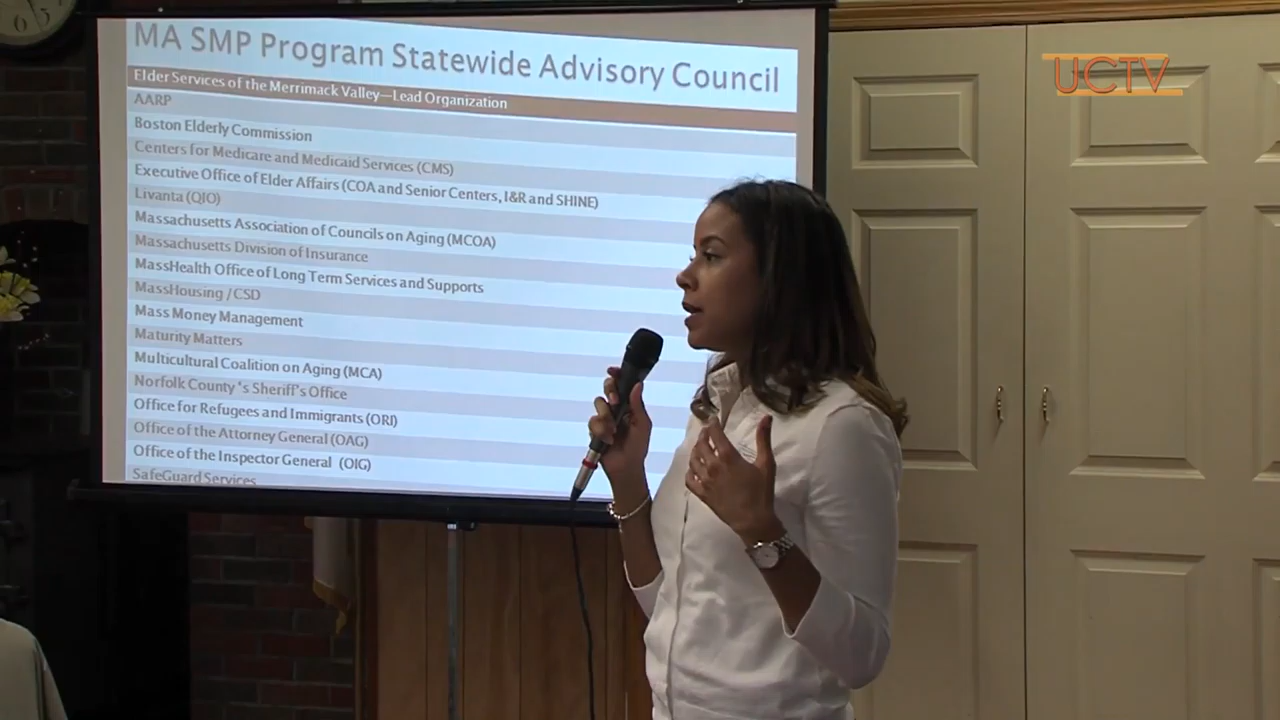 MA SMP Program Statewide Advisory Council
UCTV
Elder Services of the Merrimack Valley—Lead Organization
AARP
Boston Elderly Commission
Centers for Medicare and Medicaid Services (CMS)
Executive Office of Elder Affairs (COA and Senior Centers, I&R and SHINE)
Livanta (QIO)
Massachusetts Association of Councils on Aging (MCOA)
Massachusetts Division of Insurance
MassHealth Office of Long Term Services and Supports
MassHousing /CSD
Mass Money Management
Maturity Matters
Multicultural Coalition on Aging (MCA)
Norfolk County 's Sheriff's Office
Office for Refugees and Immigrants (ORI)
Office of the Attorney General (OAG)
Office of the Inspector General (OIG)
SafeGuard Services